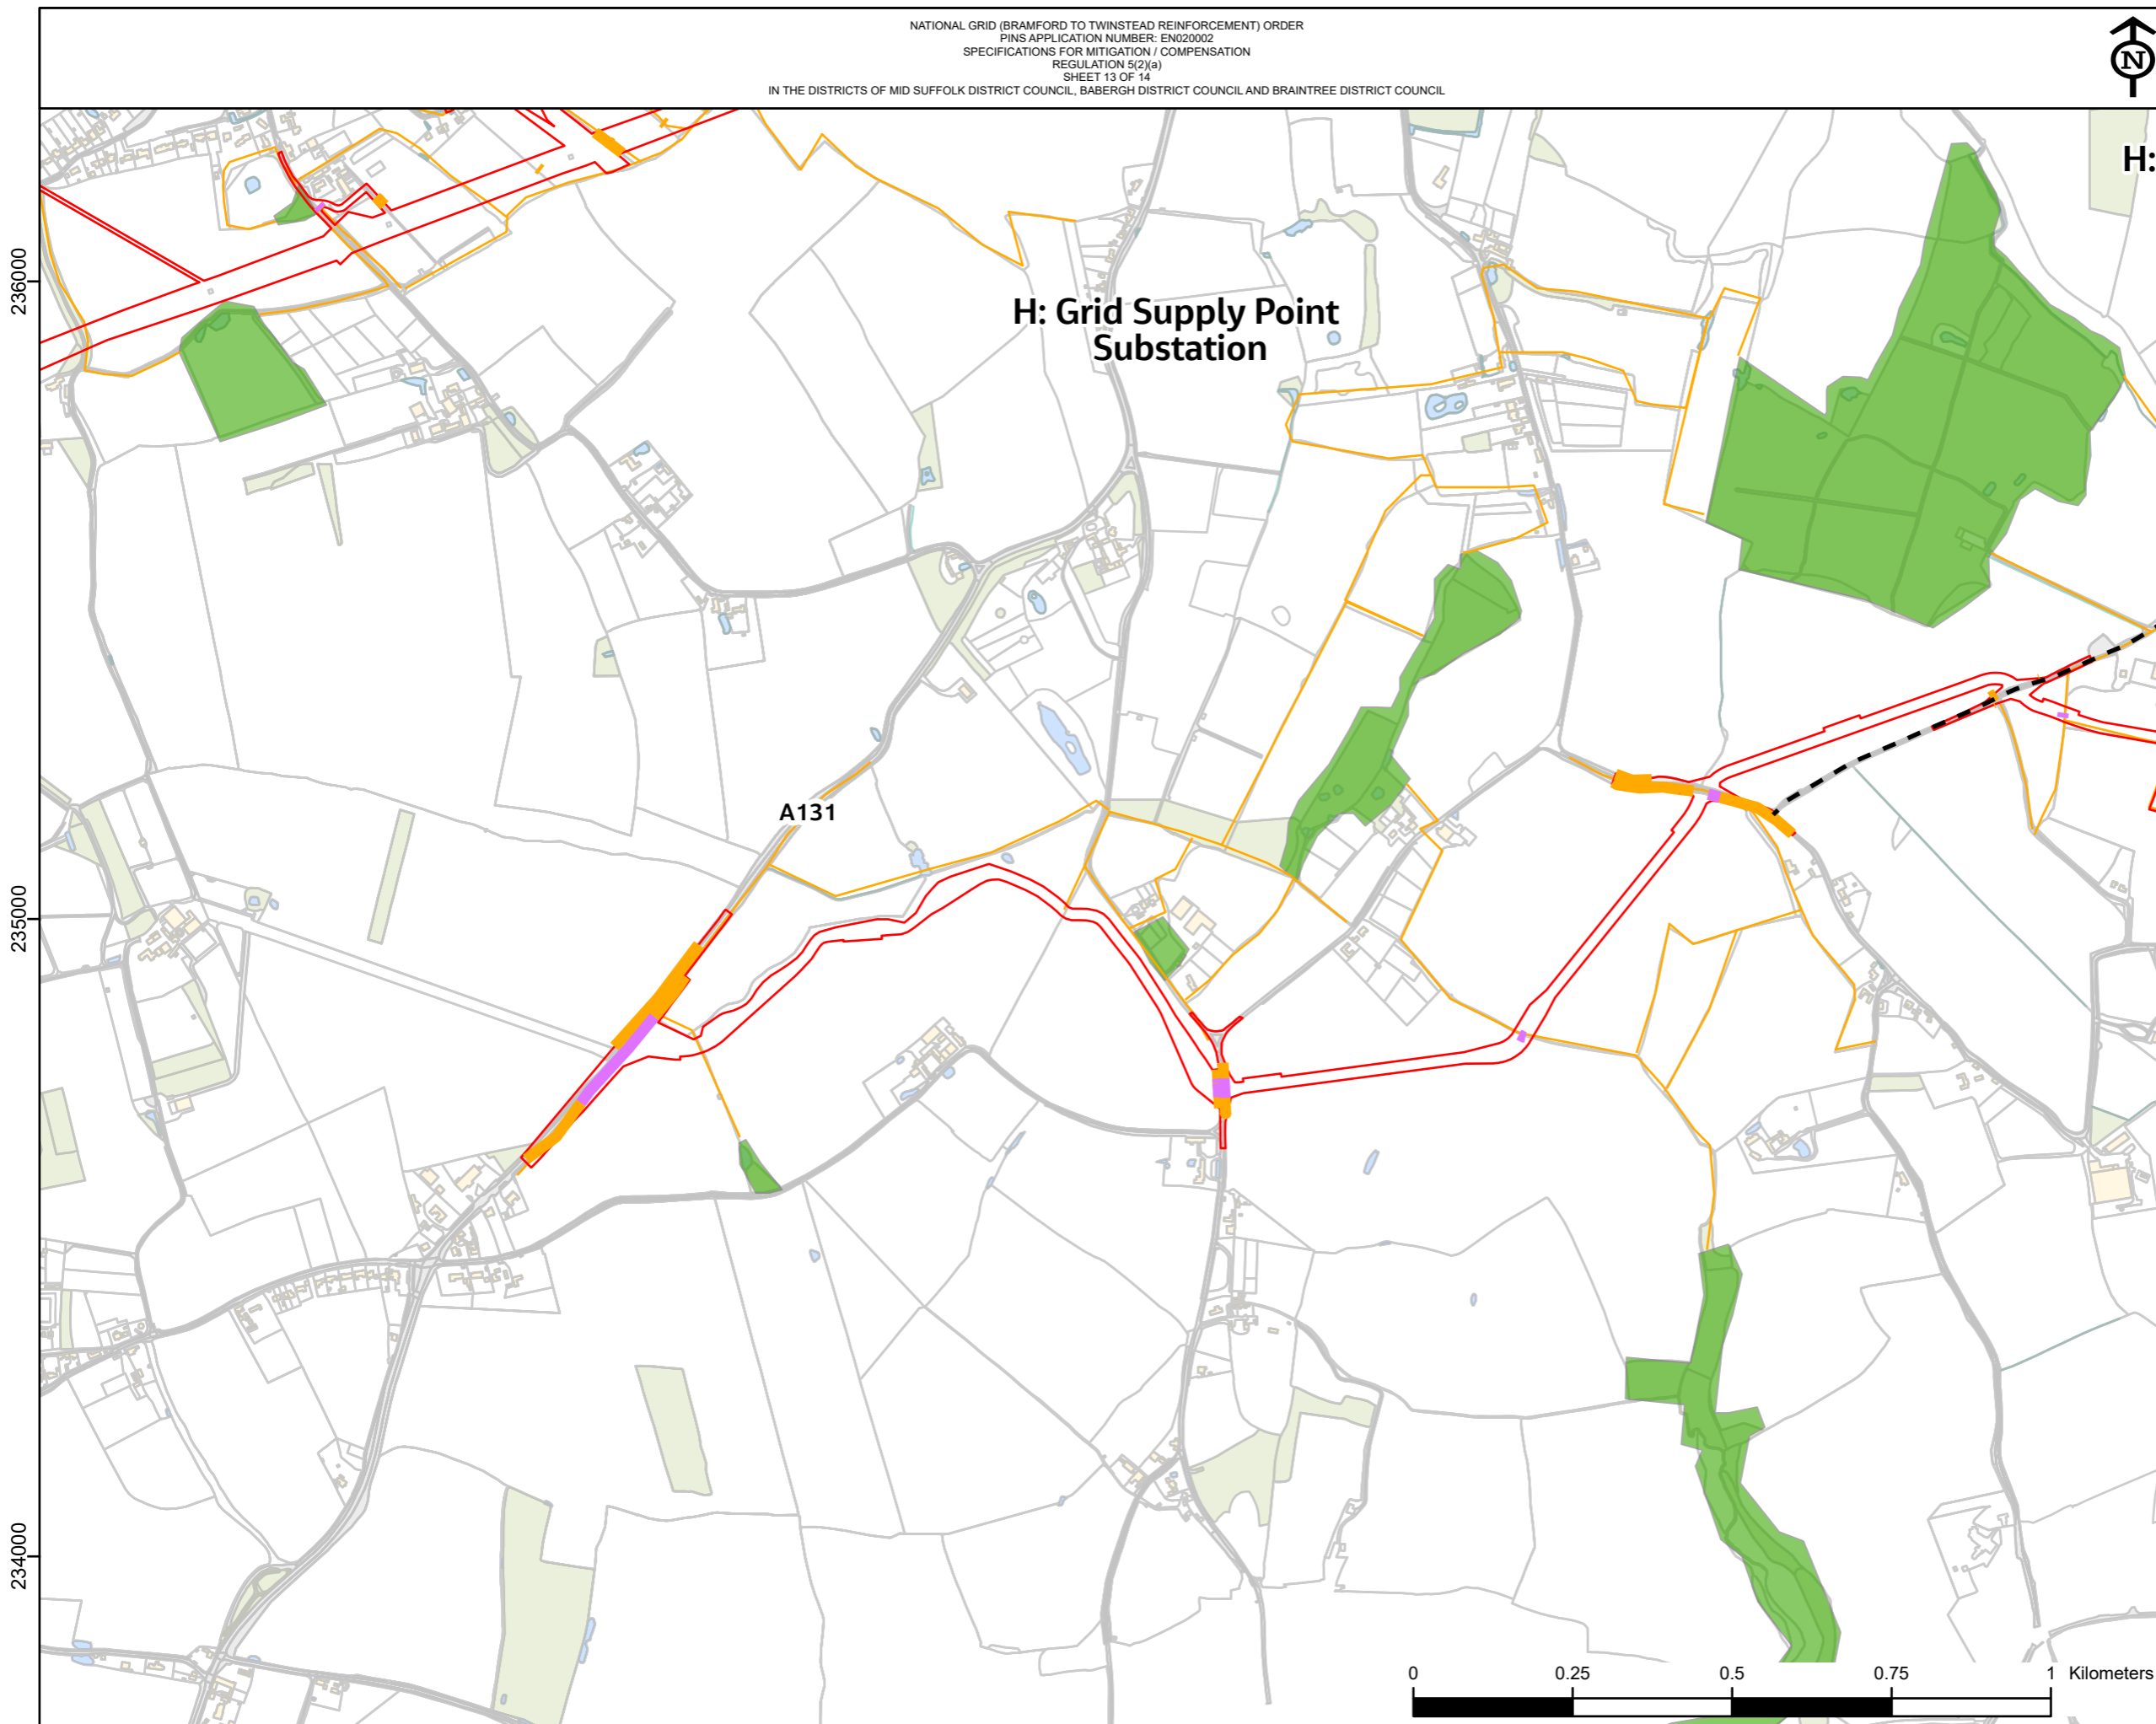 NATIONAL GRID (BRAMFORD TO TWINSTEAD REINFORCEMENT) ORDER
PINS APPLICATION NUMBER: EN020002
SPECIFICATIONS FOR MITIGATION / COMPENSATION
REGULATION 5(2)(a)
SHEET 13 OF 14
IN THE DISTRICTS OF MID SUFFOLK DISTRICT COUNCIL, BABERGH DISTRICT COUNCIL AND BRAINTREE DISTRICT COUNCIL
N
H:
236000
H: Grid Supply Point
Substation
A131
235000
234000
0 0.25 0.5 0.75 1 Kilometers